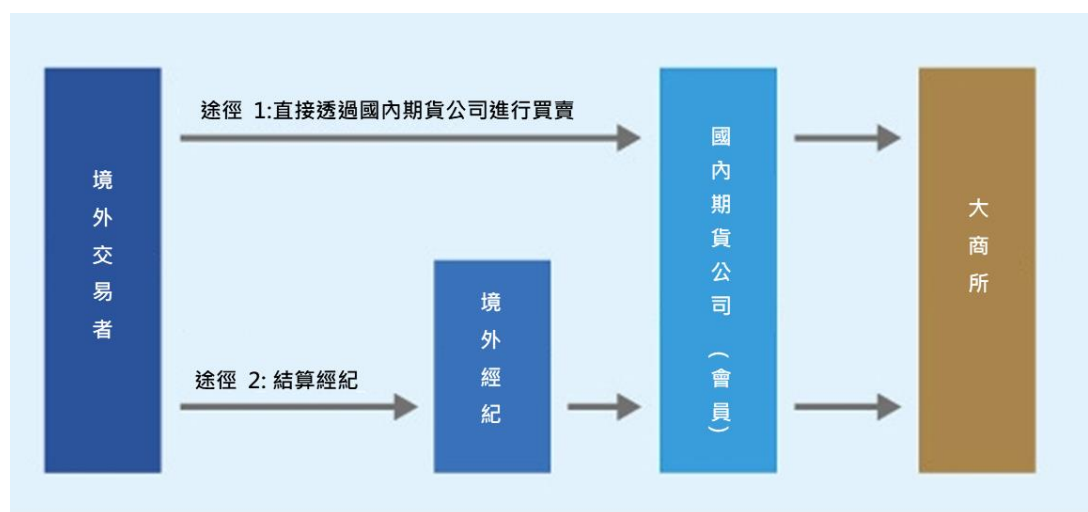 境外交易者
途徑 1:直接透過國內期貨公司進行買賣
途徑 2: 結算經紀
境外經紀
國內期貨公司(會員)
大商所